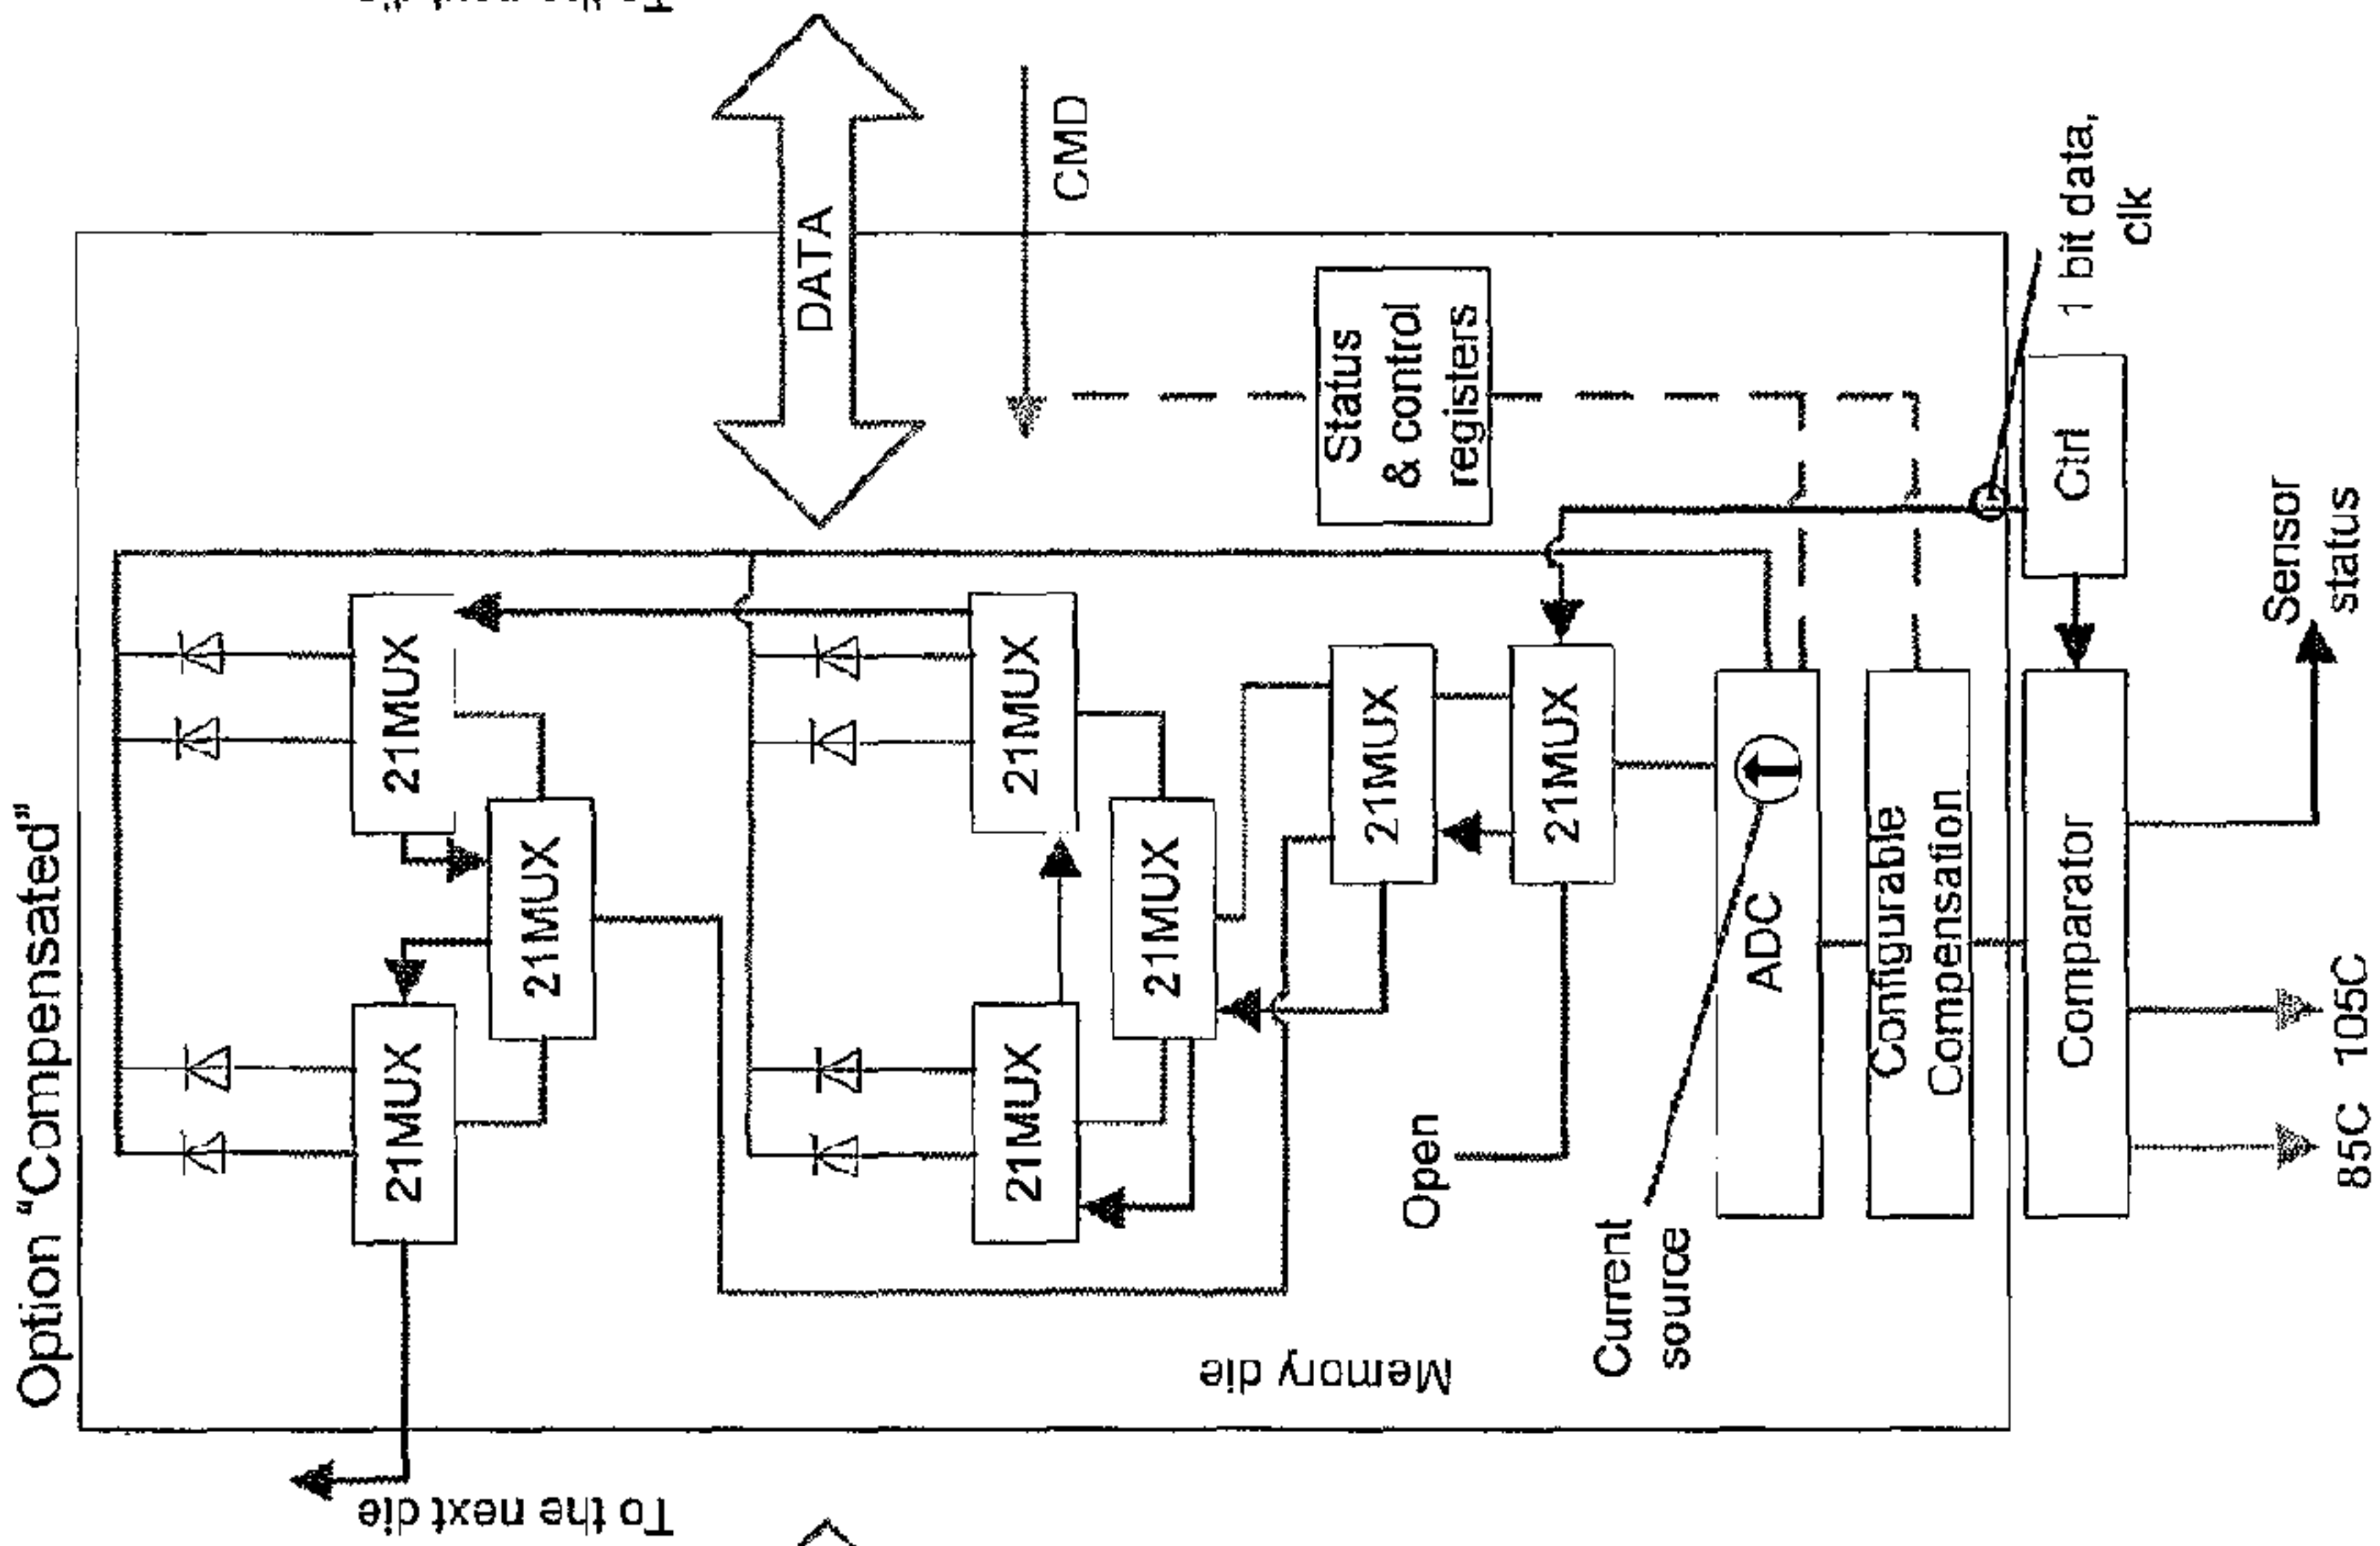 Option “Compensated”
To the next die
21MUX
21MUX
21MUX
21MUX
21MUX
21MUX
21MUX
21MUX
DATA
CMD
Status
& control
registers
Open
Memory die
Current
source
ADC
Configurable
Compensation
Comparator
Ctrl
1 bit data,
clk
Sensor
status
85C
105C